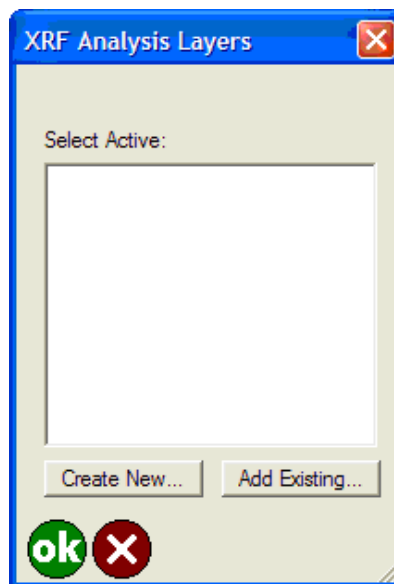 XRF Analysis Layers
Select Active:
Create New... Add Existing...
ok